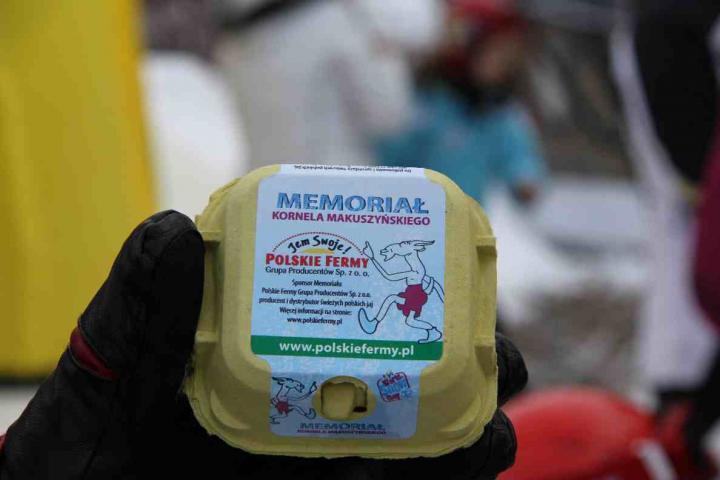 MEMORIAŁ
KORNELA MAKUSZYŃSKIEGO
Jem Swoje!
POLSKIE FERMY
Grupa Producentów Sp. z o.o.
Sponsor Memoriału
Polskie Fermy Grupa Producentów Sp. z o.o.
producent i dystrybutor świeżych polskich jaj
Więcej informacji na stronie:
www.polskiefermy.pl
www.polskiefermy.pl
MEMORIAŁ
KORNELA MAKUSZYŃSKIEGO